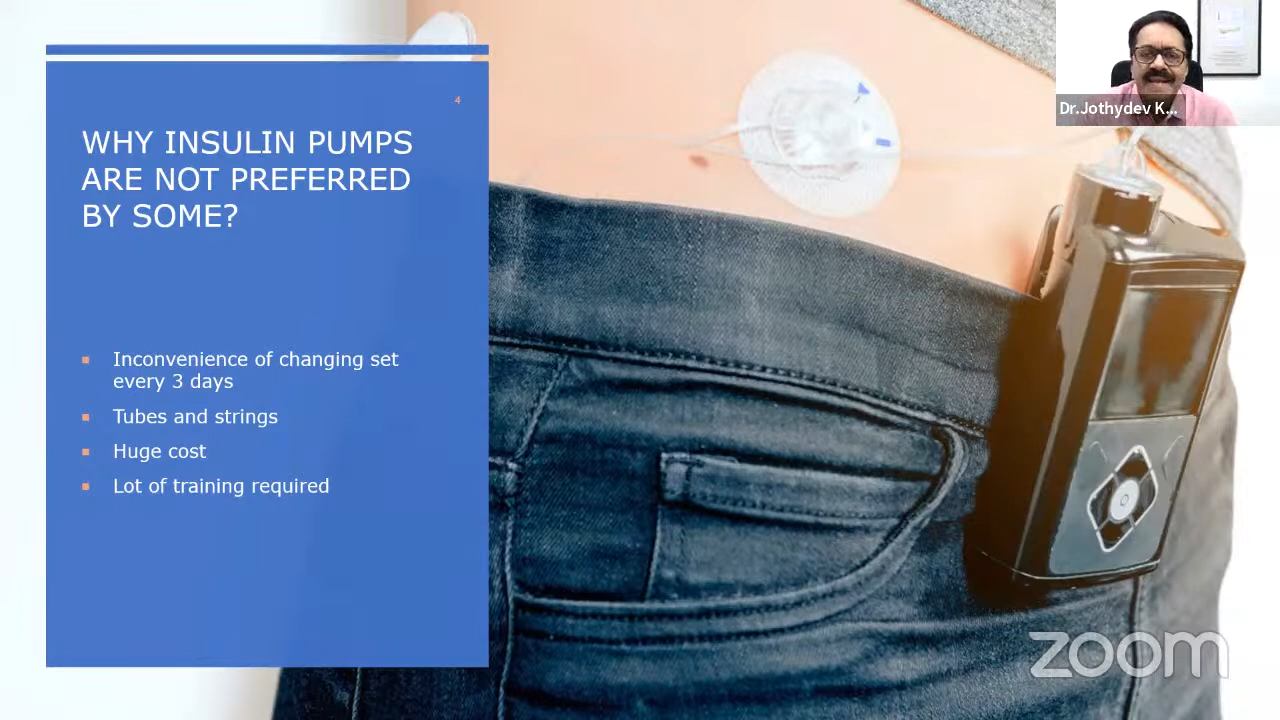 4
WHY INSULIN PUMPS
ARE NOT PREFERRED
BY SOME?
Inconvenience of changing set
every 3 days
Tubes and strings
Huge cost
Lot of training required
Dr.Jothydev K...
zoom